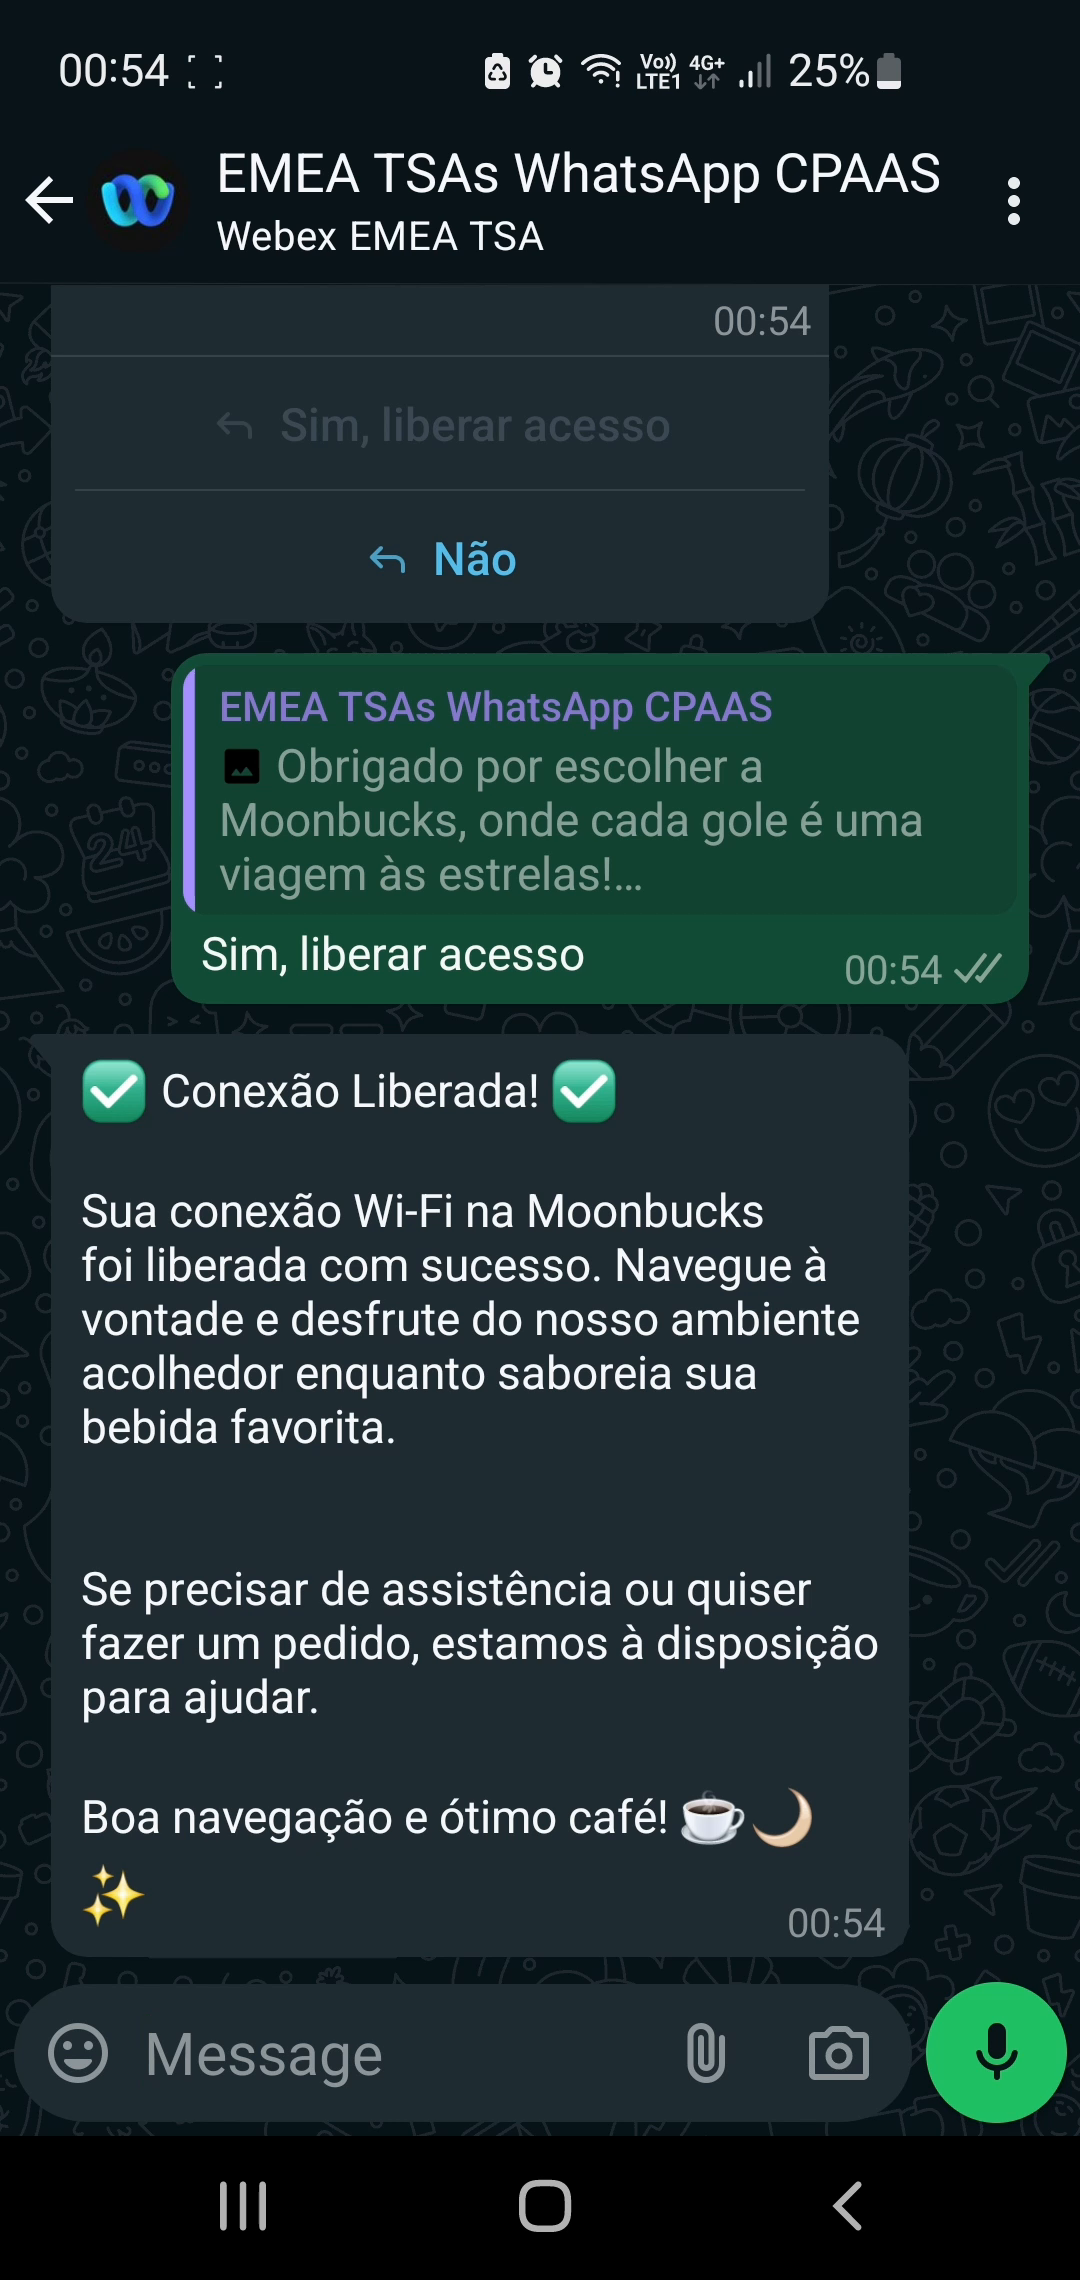 00:54
Vo)) LTE1
4G+
25%
EMEA TSAs WhatsApp CPAAS
Webex EMEA TSA
00:54
Sim, liberar acesso
Não
EMEA TSAs WhatsApp CPAAS
Obrigado por escolher a
Moonbucks, onde cada gole é uma
viagem às estrelas!...
Sim, liberar acesso
00:54
✅ Conexão Liberada! ✅
Sua conexão Wi-Fi na Moonbucks
foi liberada com sucesso. Navegue à
vontade e desfrute do nosso ambiente
acolhedor enquanto saboreia sua
bebida favorita.
Se precisar de assistência ou quiser
fazer um pedido, estamos à disposição
para ajudar.
Boa navegação e ótimo café! ☕🌙
✨
00:54
Message